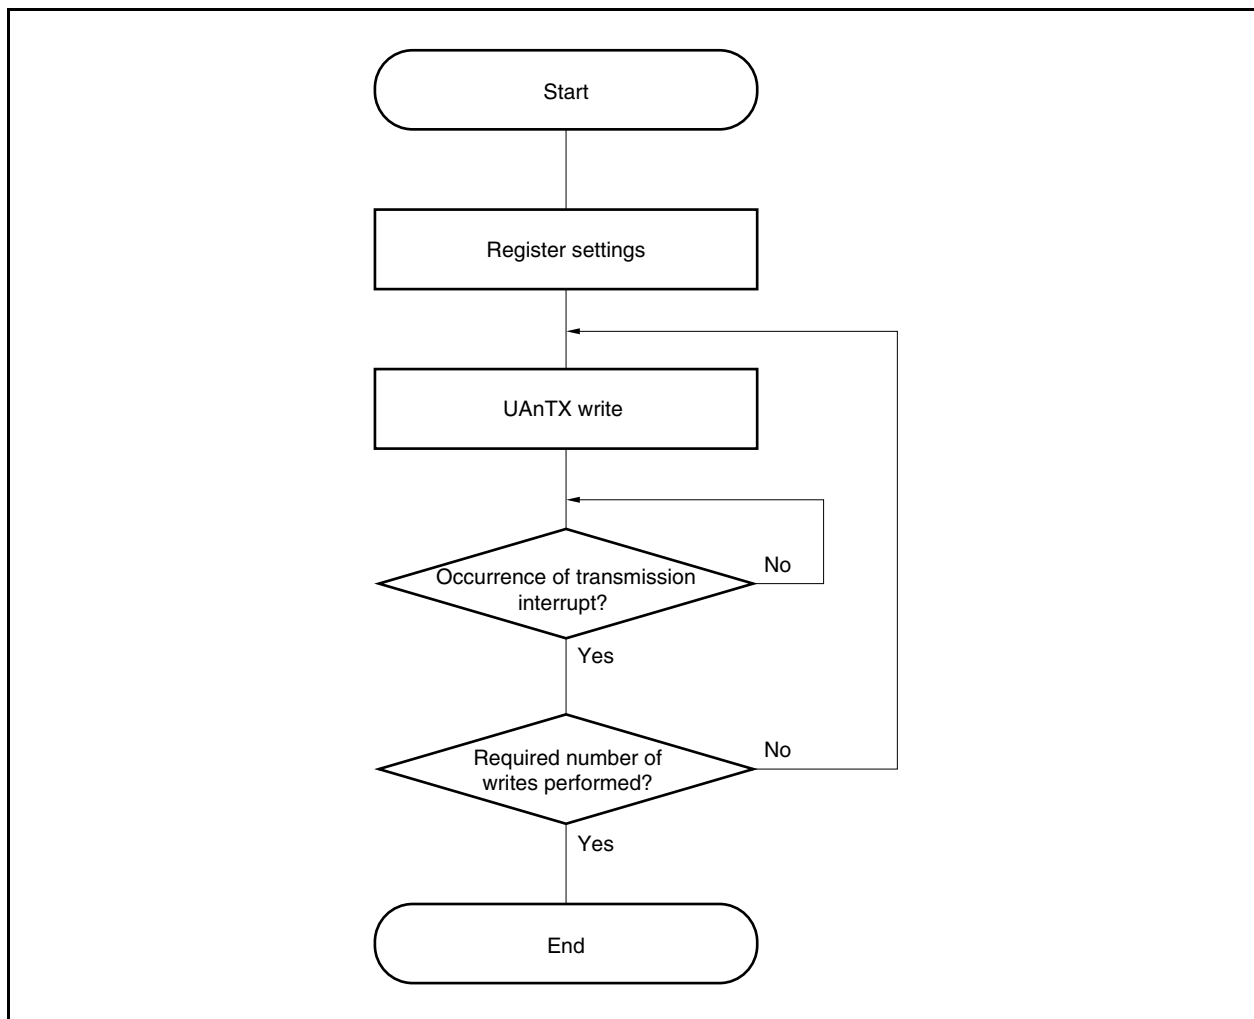 Start
Register settings
UAnTX write
Occurrence of transmission
interrupt?
No
Yes
Required number of
writes performed?
No
Yes
End